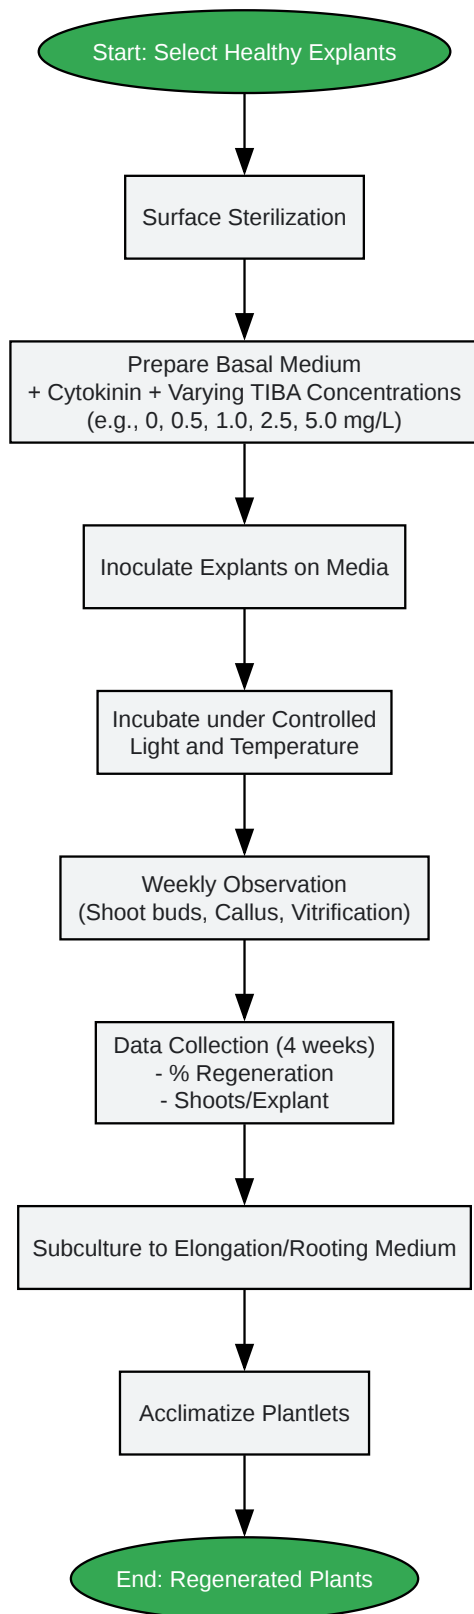 Start: Select Healthy Explants
Surface Sterilization
Prepare Basal Medium
+ Cytokinin + Varying TIBA Concentrations
(e.g., 0, 0.5, 1.0, 2.5, 5.0 mg/L)
Inoculate Explants on Media
Incubate under Controlled
Light and Temperature
Weekly Observation
(Shoot buds, Callus, Vitrification)
Data Collection (4 weeks)
- % Regeneration
- Shoots/Explant
Subculture to Elongation/Rooting Medium
Acclimatize Plantlets
End: Regenerated Plants